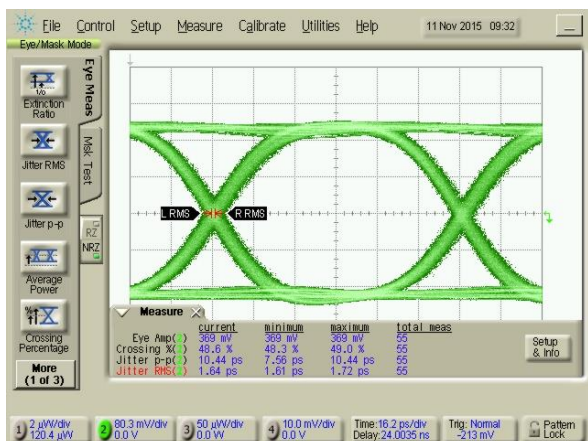 File Control Setup Measure Calibrate Utilities Help 11 Nov 2015 09:32
Eye/Mask Mode
Eye Meas
Msk Test
Extinction
Ratio
Jitter RMS
Jitter p-p
Average
Power
Crossing
Percentage
More
(1 of 3)
RZ
NRZ
L RMS R RMS
Measure
current minimum maximum total meas
Eye Amp(2) 369 mV 369 mV 369 mV 55
Crossing %(2) 48.6 % 48.3 % 49.0 % 55
Jitter p-p(2) 10.44 ps 7.56 ps 10.44 ps 55
Jitter RMS(2) 1.64 ps 1.61 ps 1.72 ps 55
Setup
& Info
1 2 µW/div
120.4 µW
2 80.3 mV/div
0.0 V
3 50 µW/div
0.0 W
4 10.0 mV/div
0.0 V
Time:16.2 ps/div
Delay:24.0035 ns
Trig: Normal
-213 mV
Pattern
Lock